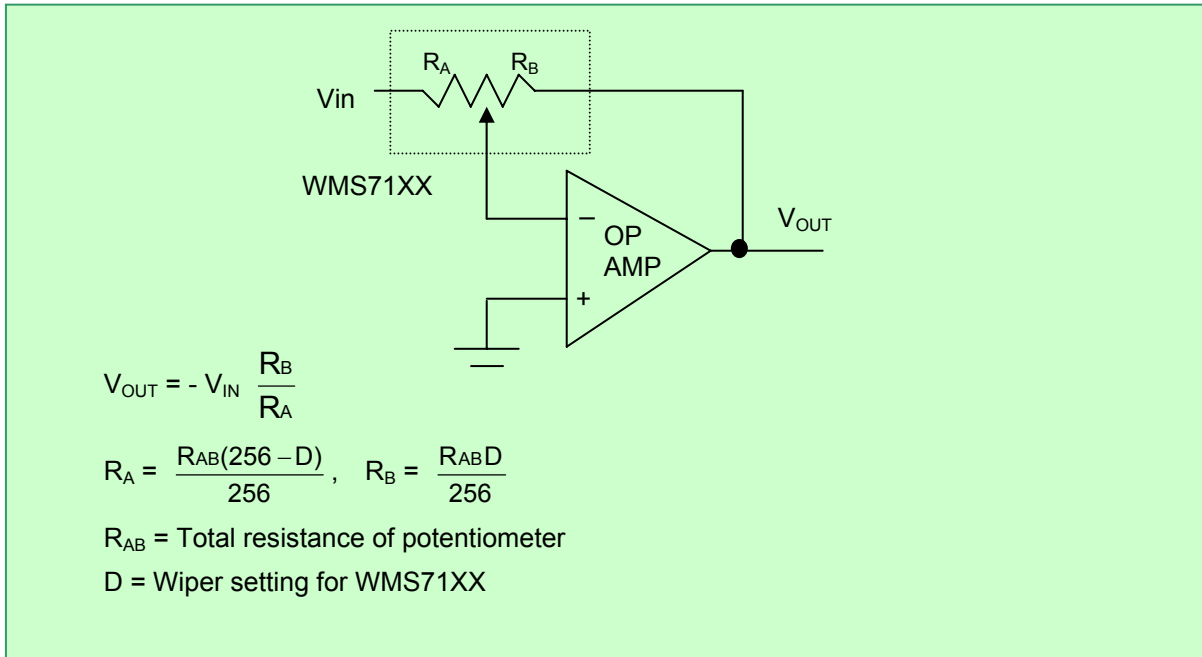 RA RB
Vin
WMS71XX
− OP AMP +
VOUT
VOUT = - VIN RB / RA
RA = RAB(256 – D) / 256 , RB = RABD / 256
RAB = Total resistance of potentiometer
D = Wiper setting for WMS71XX